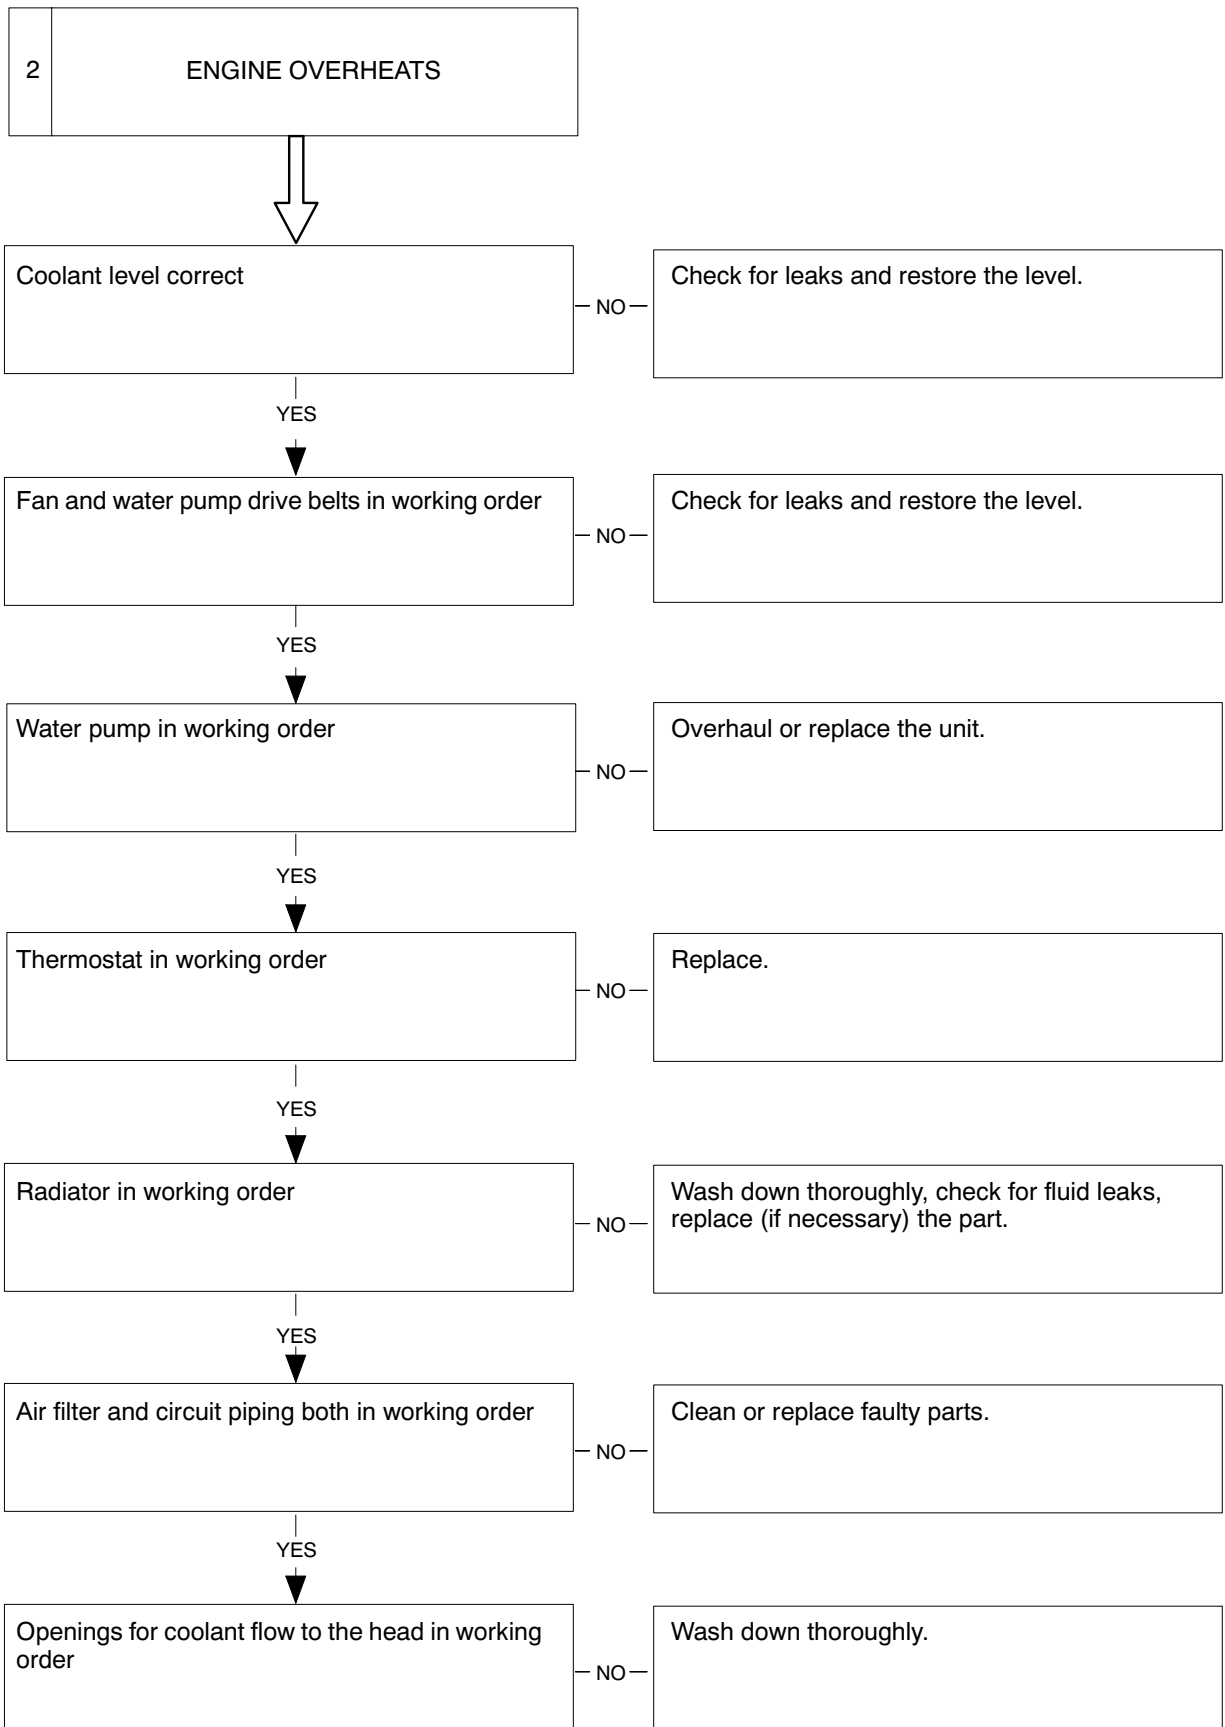 2
ENGINE OVERHEATS
Coolant level correct
NO
Check for leaks and restore the level.
YES
Fan and water pump drive belts in working order
NO
Check for leaks and restore the level.
YES
Water pump in working order
NO
Overhaul or replace the unit.
YES
Thermostat in working order
NO
Replace.
YES
Radiator in working order
NO
Wash down thoroughly, check for fluid leaks,
replace (if necessary) the part.
YES
Air filter and circuit piping both in working order
NO
Clean or replace faulty parts.
YES
Openings for coolant flow to the head in working
order
NO
Wash down thoroughly.